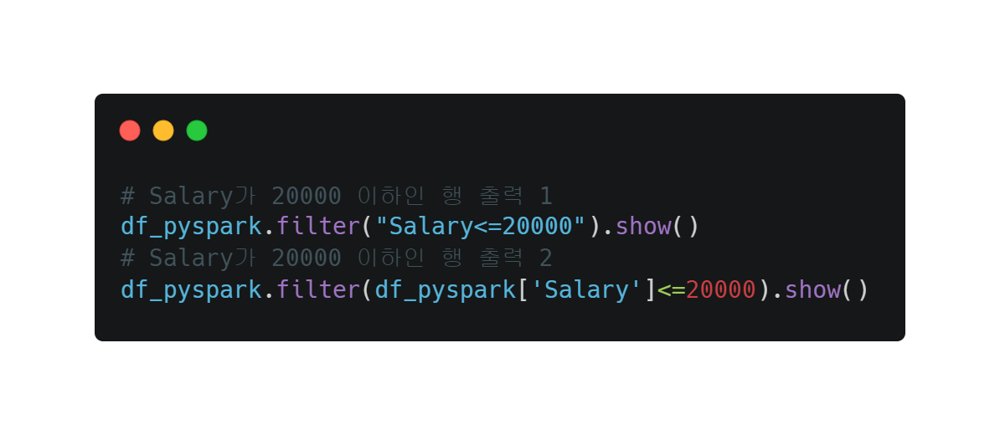 # Salary가 20000 이하인 행 출력 1
df_pyspark.filter("Salary<=20000").show()
# Salary가 20000 이하인 행 출력 2
df_pyspark.filter(df_pyspark['Salary']<=20000).show()